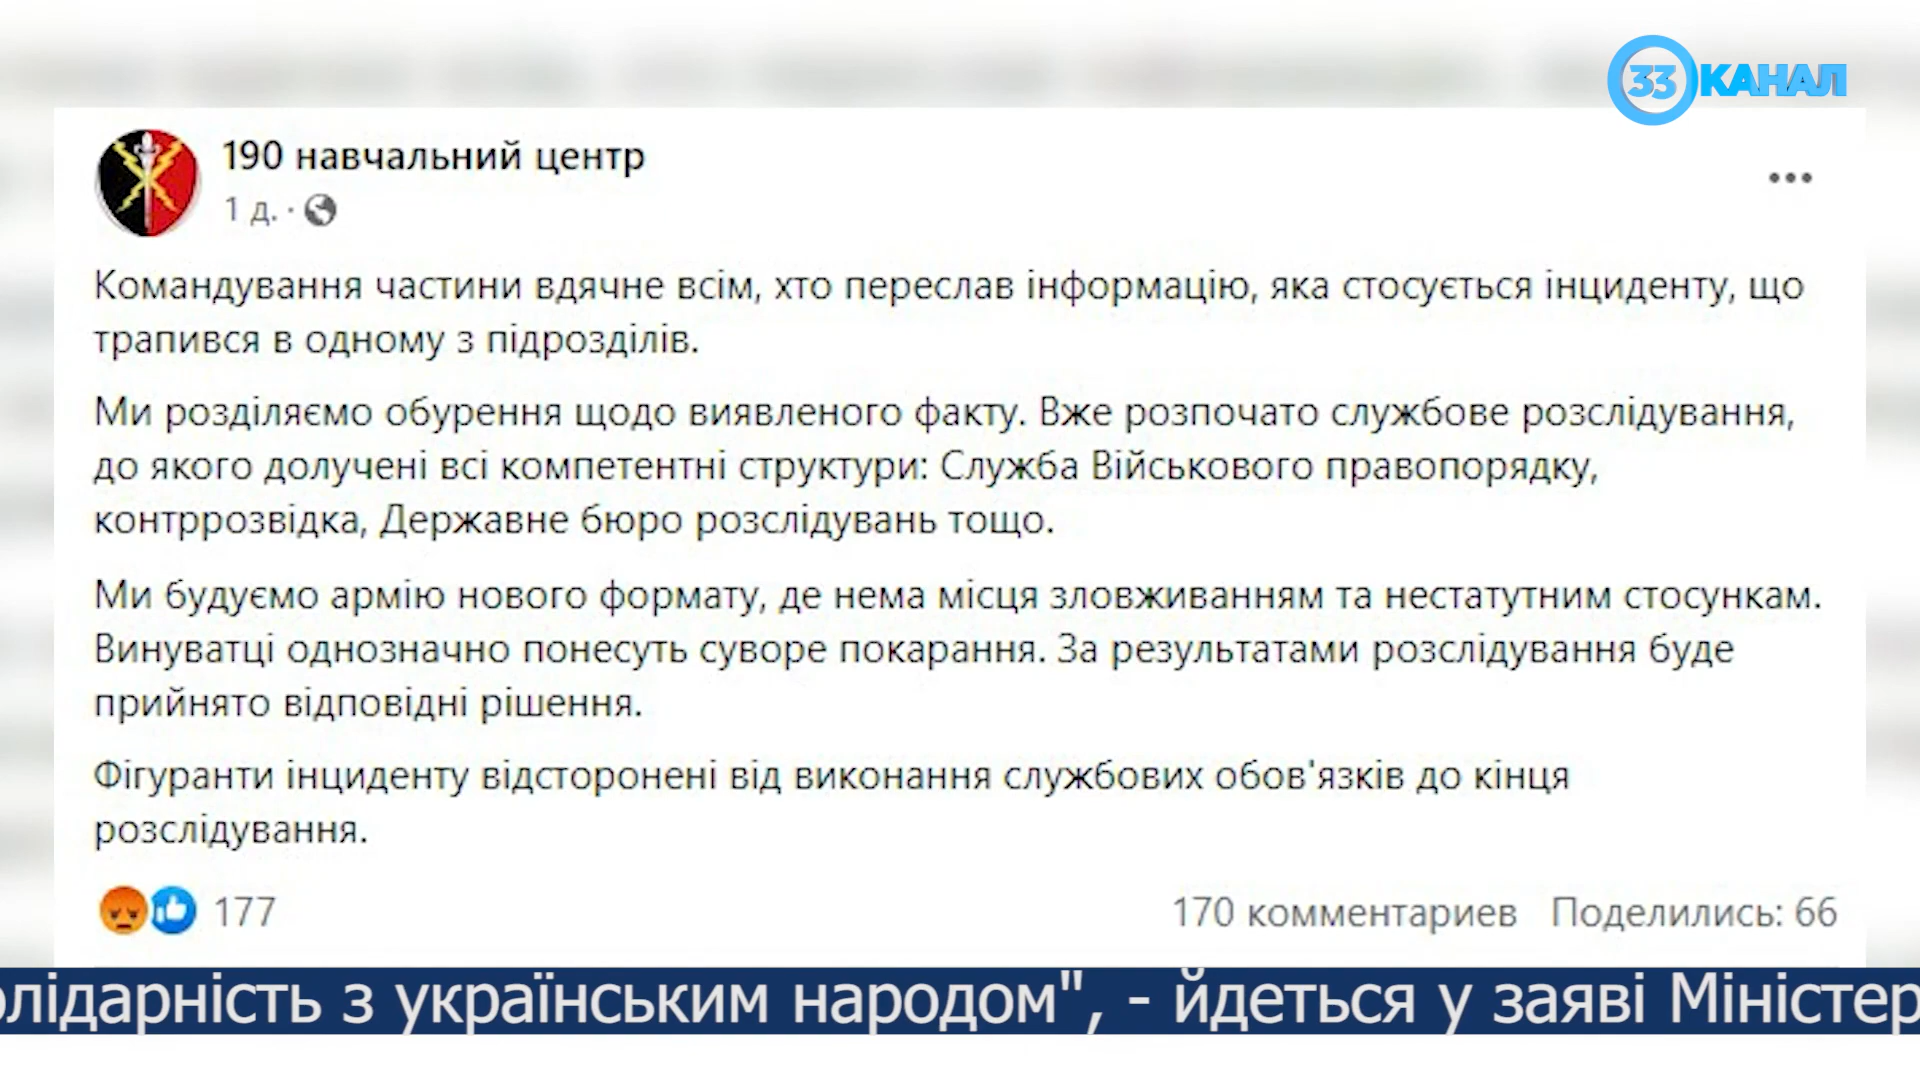 33 КАНАЛ
190 навчальний центр
1 д. ·
Командування частини вдячне всім, хто переслав інформацію, яка стосується інциденту, що
трапився в одному з підрозділів.
Ми розділяємо обурення щодо виявленого факту. Вже розпочато службове розслідування,
до якого долучені всі компетентні структури: Служба Військового правопорядку,
контррозвідка, Державне бюро розслідувань тощо.
Ми будуємо армію нового формату, де нема місця зловживанням та нестатутним стосункам.
Винуватці однозначно понесуть суворе покарання. За результатами розслідування буде
прийнято відповідні рішення.
Фігуранти інциденту відсторонені від виконання службових обов'язків до кінця
розслідування.
177 170 комментариев Поделились: 66
олідарність з українським народом", - йдеться у заяві Міністер